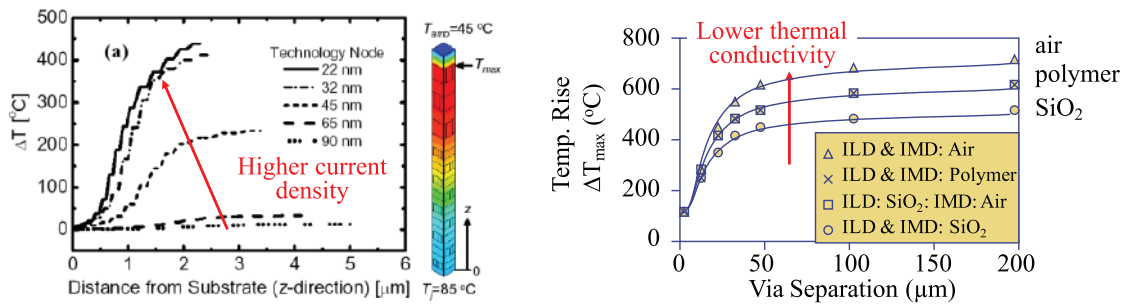 (a)
Technology Node
22 nm
32 nm
45 nm
65 nm
90 nm
Higher current
density
ΔT [°C]
500
400
300
200
100
0
0 1 2 3 4 5 6
Distance from Substrate (z-direction) [μm]
T_amb=45 °C
T_max
z
0
T_j=85 °C
Lower thermal
conductivity
air
polymer
SiO₂
Temp. Rise
ΔT_max (°C)
800
600
400
200
0
ILD & IMD: Air
ILD & IMD: Polymer
ILD: SiO₂: IMD: Air
ILD & IMD: SiO₂
0 50 100 150 200
Via Separation (μm)